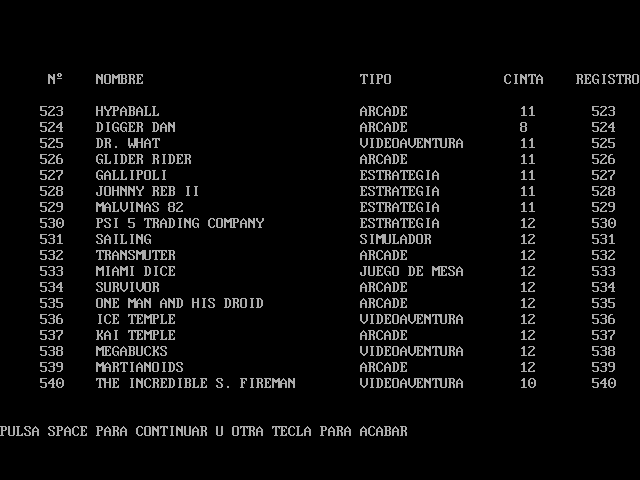 Nº NOMBRE TIPO CINTA REGISTRO
523 HYPABALL ARCADE 11 523
524 DIGGER DAN ARCADE 8 524
525 DR. WHAT VIDEOAVENTURA 11 525
526 GLIDER RIDER ARCADE 11 526
527 GALLIPOLI ESTRATEGIA 11 527
528 JOHNNY REB II ESTRATEGIA 11 528
529 MALVINAS 82 ESTRATEGIA 11 529
530 PSI 5 TRADING COMPANY ESTRATEGIA 12 530
531 SAILING SIMULADOR 12 531
532 TRANSMUTER ARCADE 12 532
533 MIAMI DICE JUEGO DE MESA 12 533
534 SURVIVOR ARCADE 12 534
535 ONE MAN AND HIS DROID ARCADE 12 535
536 ICE TEMPLE VIDEOAVENTURA 12 536
537 KAI TEMPLE ARCADE 12 537
538 MEGABUCKS VIDEOAVENTURA 12 538
539 MARTIANOIDS ARCADE 12 539
540 THE INCREDIBLE S. FIREMAN VIDEOAVENTURA 10 540
PULSA SPACE PARA CONTINUAR U OTRA TECLA PARA ACABAR